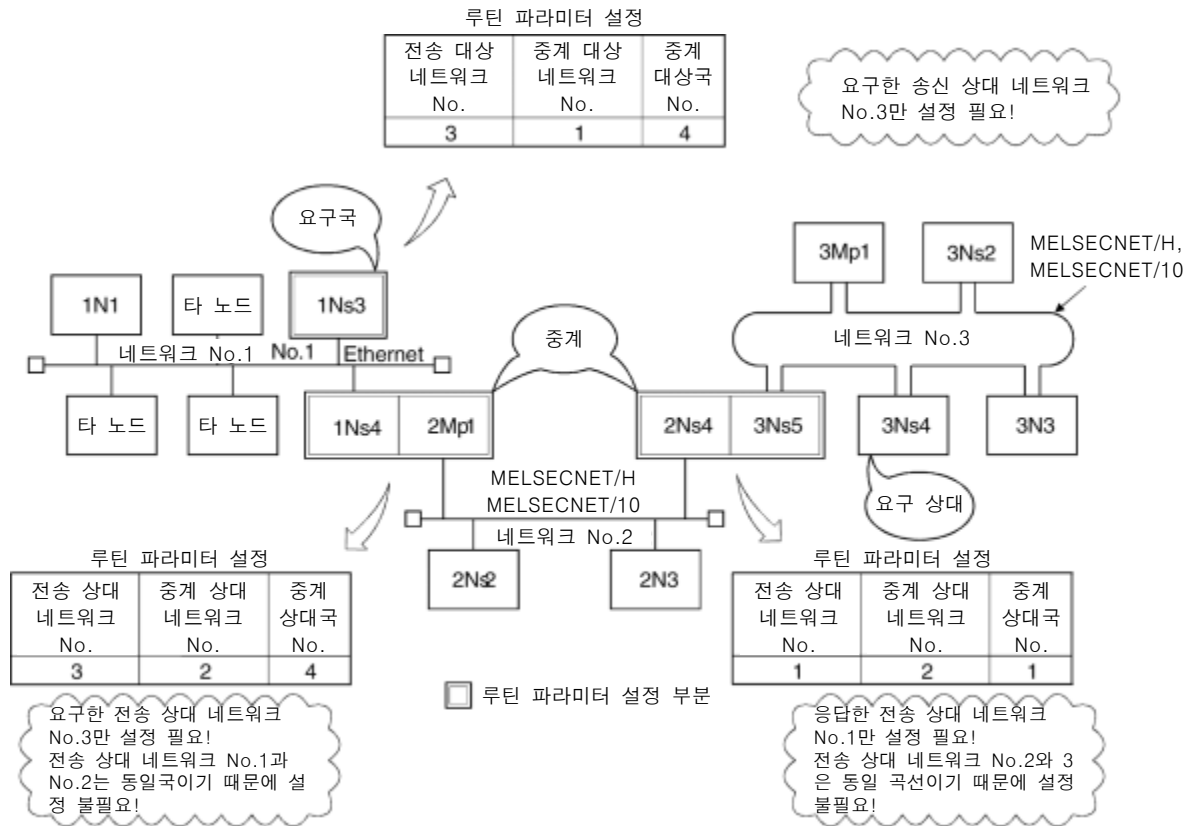 루틴 파라미터 설정
전송 대상 네트워크 No.
중계 대상 네트워크 No.
중계 대상국 No.
3 1 4
요구한 송신 상대 네트워크
No.3만 설정 필요!
요구국
1N1
타 노드
1Ns3
네트워크 No.1
No.1
Ethernet
타 노드
타 노드
1Ns4
2Mp1
중계
3Mp1
3Ns2
MELSECNET/H,
MELSECNET/10
네트워크 No.3
2Ns4
3Ns5
3Ns4
3N3
요구 상대
MELSECNET/H
MELSECNET/10
네트워크 No.2
2Ns2
2N3
루틴 파라미터 설정
전송 상대 네트워크 No.
중계 상대 네트워크 No.
중계 상대국 No.
3 2 4
요구한 전송 상대 네트워크
No.3만 설정 필요!
전송 상대 네트워크 No.1과
No.2는 동일국이기 때문에 설
정 불필요!
루틴 파라미터 설정 부분
루틴 파라미터 설정
전송 상대 네트워크 No.
중계 상대 네트워크 No.
중계 상대국 No.
1 2 1
응답한 전송 상대 네트워크
No.1만 설정 필요!
전송 상대 네트워크 No.2와 3
은 동일 곡선이기 때문에 설정
불필요!